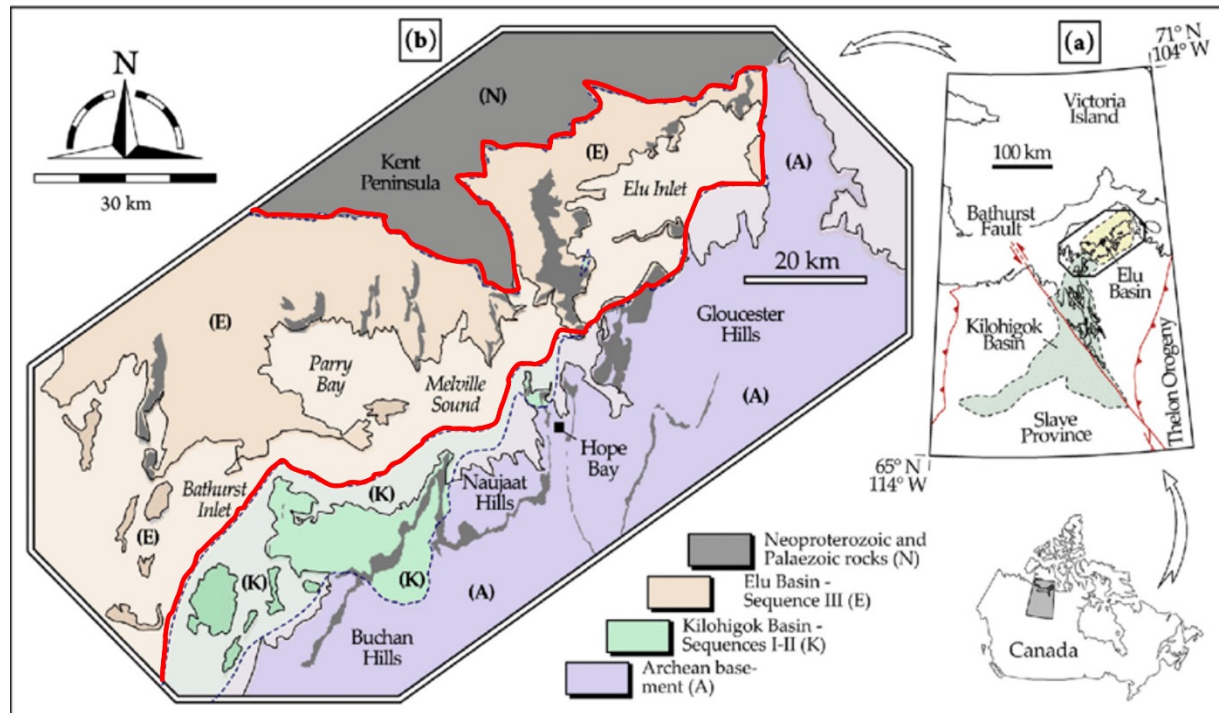 (b)
N
30 km
(N)
Kent
Peninsula
(E)
Elu Inlet
(A)
20 km
(E)
Parry
Bay
Melville
Sound
Gloucester
Hills
(A)
Hope
Bay
Bathurst
Inlet
(K)
Naujaat
Hills
(E)
(K)
(K)
(A)
Buchan
Hills
Neoproterozoic and
Palaezoic rocks (N)
Elu Basin -
Sequence III (E)
Kilohigok Basin -
Sequences I-II (K)
Archean base-
ment (A)
(a)
71° N
104° W
Victoria
Island
100 km
Bathurst
Fault
Elu
Basin
Kilohigok
Basin
Slave
Province
Thelon Orogeny
65° N
114° W
Canada